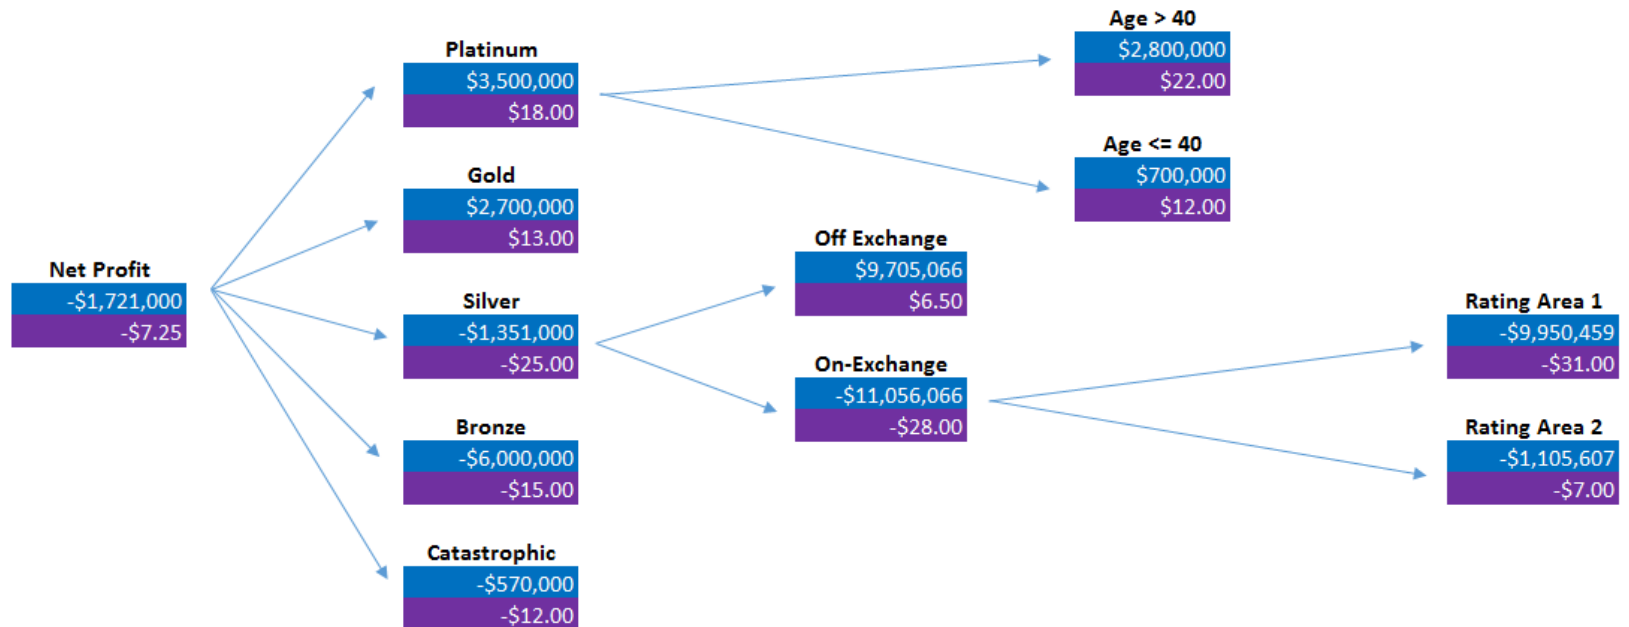 Net Profit
-$1,721,000
-$7.25
Platinum
$3,500,000
$18.00
Gold
$2,700,000
$13.00
Silver
-$1,351,000
-$25.00
Bronze
-$6,000,000
-$15.00
Catastrophic
-$570,000
-$12.00
Off Exchange
$9,705,066
$6.50
On-Exchange
-$11,056,066
-$28.00
Age > 40
$2,800,000
$22.00
Age <= 40
$700,000
$12.00
Rating Area 1
-$9,950,459
-$31.00
Rating Area 2
-$1,105,607
-$7.00